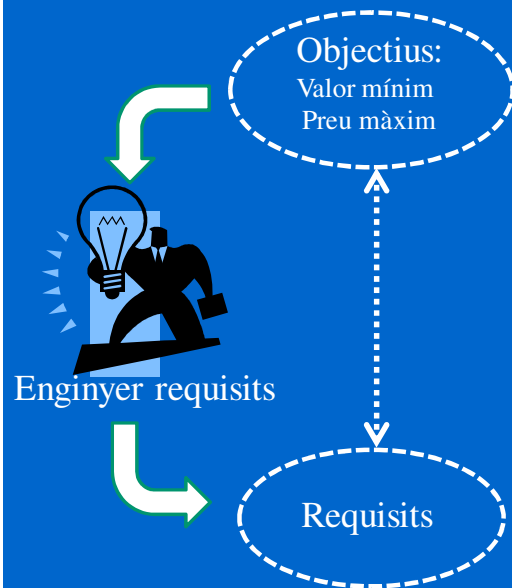 Objectius:
Valor mínim
Preu màxim
Enginyer requisits
Requisits